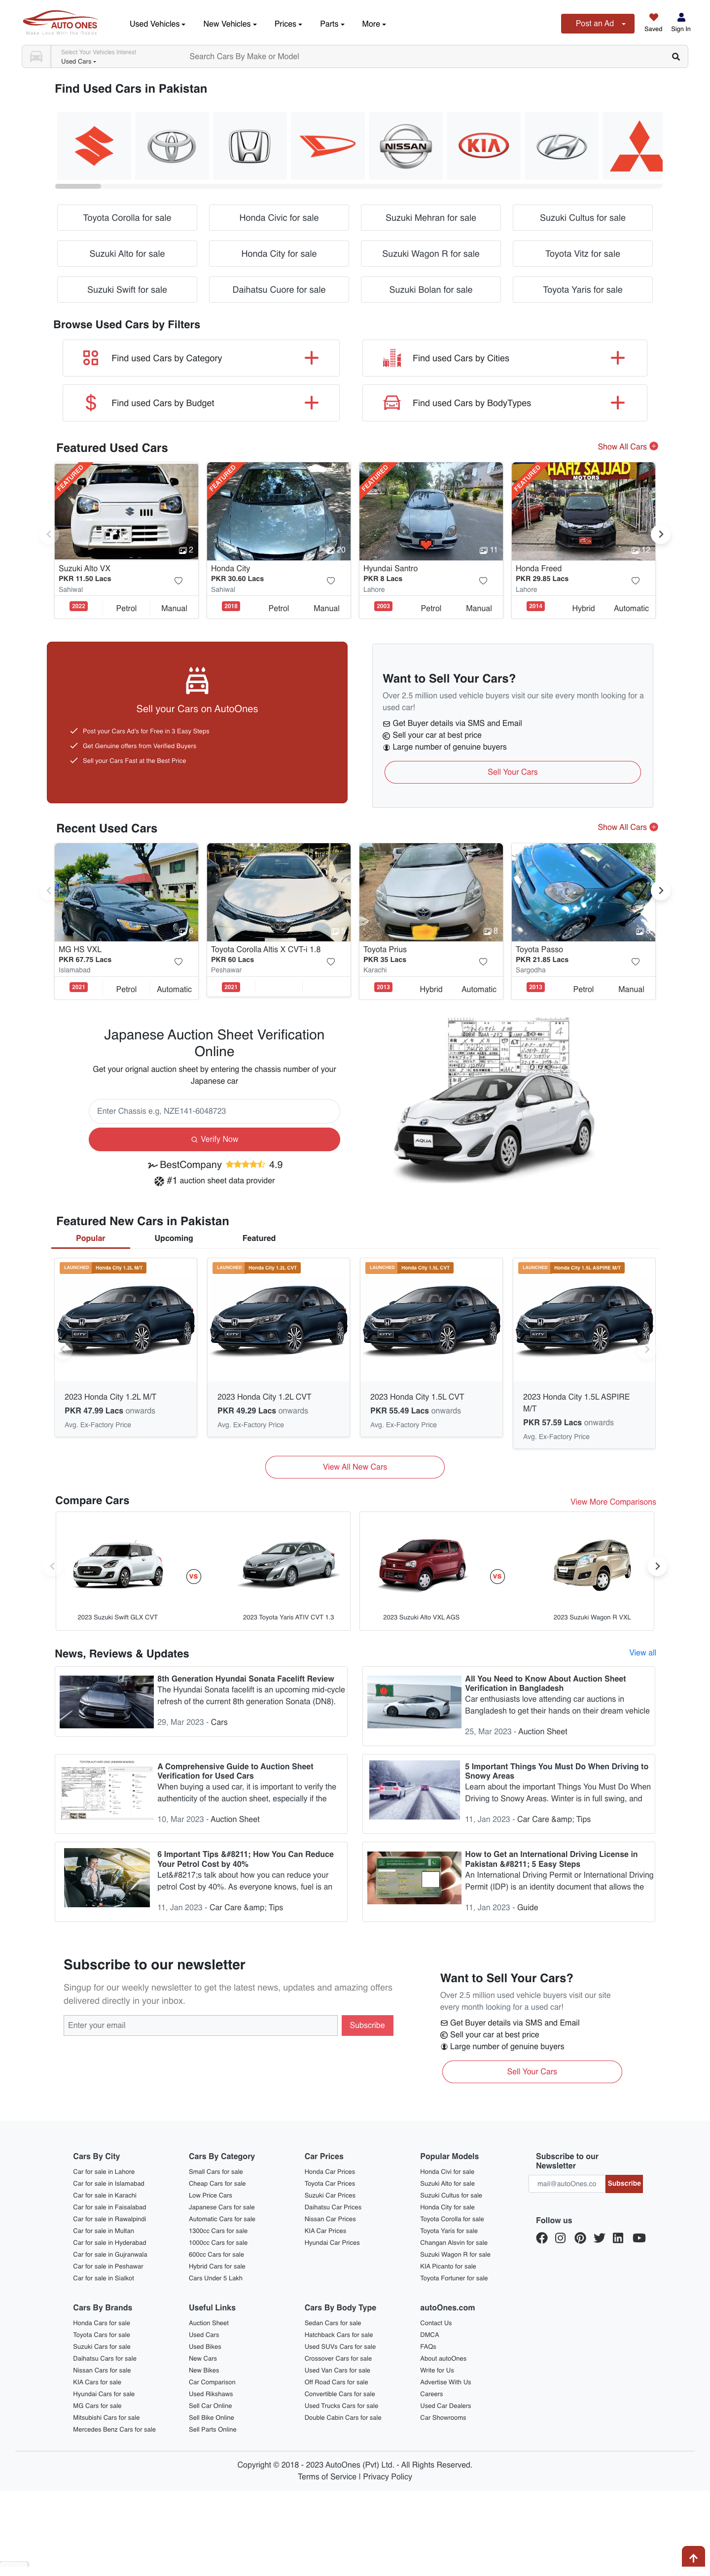 AUTO ONES
Used Vehicles
New Vehicles
Prices
Parts
More
Post an Ad
Saved
Sign In
Select Your Vehicles Interest
Used Cars
Search Cars By Make or Model
Find Used Cars in Pakistan
NISSAN
KIA
Toyota Corolla for sale
Honda Civic for sale
Suzuki Mehran for sale
Suzuki Cultus for sale
Suzuki Alto for sale
Honda City for sale
Suzuki Wagon R for sale
Toyota Vitz for sale
Suzuki Swift for sale
Daihatsu Cuore for sale
Suzuki Bolan for sale
Toyota Yaris for sale
Browse Used Cars by Filters
Find used Cars by Category
Find used Cars by Cities
Find used Cars by Budget
Find used Cars by BodyTypes
Featured Used Cars
Show All Cars
FEATURED
2
FEATURED
20
FEATURED
11
FEATURED
HAFIZ SAJJAD
MOTORS
12
Suzuki Alto VX
PKR 11.50 Lacs
Sahiwal
2022 Petrol Manual
Honda City
PKR 30.60 Lacs
Sahiwal
2018 Petrol Manual
Hyundai Santro
PKR 8 Lacs
Lahore
2003 Petrol Manual
Honda Freed
PKR 29.85 Lacs
Lahore
2014 Hybrid Automatic
Sell your Cars on AutoOnes
Post your Cars Ad's for Free in 3 Easy Steps
Get Genuine offers from Verified Buyers
Sell your Cars Fast at the Best Price
Want to Sell Your Cars?
Over 2.5 million used vehicle buyers visit our site every month looking for a
used car!
Get Buyer details via SMS and Email
Sell your car at best price
Large number of genuine buyers
Sell Your Cars
Recent Used Cars
Show All Cars
6
8
MG HS VXL
PKR 67.75 Lacs
Islamabad
2021 Petrol Automatic
Toyota Corolla Altis X CVT-i 1.8
PKR 60 Lacs
Peshawar
2021
Toyota Prius
PKR 35 Lacs
Karachi
2013 Hybrid Automatic
Toyota Passo
PKR 21.85 Lacs
Sargodha
2013 Petrol Manual
Japanese Auction Sheet Verification
Online
Get your orignal auction sheet by entering the chassis number of your
Japanese car
Enter Chassis e.g, NZE141-6048723
Verify Now
BestCompany 4.9
#1 auction sheet data provider
AQUA
Featured New Cars in Pakistan
Popular
Upcoming
Featured
LAUNCHED Honda City 1.2L M/T
LAUNCHED Honda City 1.2L CVT
LAUNCHED Honda City 1.5L CVT
LAUNCHED Honda City 1.5L ASPIRE M/T
CITY
CITY
CITY
CITY
2023 Honda City 1.2L M/T
PKR 47.99 Lacs onwards
Avg. Ex-Factory Price
2023 Honda City 1.2L CVT
PKR 49.29 Lacs onwards
Avg. Ex-Factory Price
2023 Honda City 1.5L CVT
PKR 55.49 Lacs onwards
Avg. Ex-Factory Price
2023 Honda City 1.5L ASPIRE
M/T
PKR 57.59 Lacs onwards
Avg. Ex-Factory Price
View All New Cars
Compare Cars
View More Comparisons
VS
VS
2023 Suzuki Swift GLX CVT
2023 Toyota Yaris ATIV CVT 1.3
2023 Suzuki Alto VXL AGS
2023 Suzuki Wagon R VXL
News, Reviews & Updates
View all
8th Generation Hyundai Sonata Facelift Review
The Hyundai Sonata facelift is an upcoming mid-cycle
refresh of the current 8th generation Sonata (DN8).
29, Mar 2023 - Cars
All You Need to Know About Auction Sheet
Verification in Bangladesh
Car enthusiasts love attending car auctions in
Bangladesh to get their hands on their dream vehicle
25, Mar 2023 - Auction Sheet
A Comprehensive Guide to Auction Sheet
Verification for Used Cars
When buying a used car, it is important to verify the
authenticity of the auction sheet, especially if the
10, Mar 2023 - Auction Sheet
5 Important Things You Must Do When Driving to
Snowy Areas
Learn about the important Things You Must Do When
Driving to Snowy Areas. Winter is in full swing, and
11, Jan 2023 - Car Care &amp; Tips
6 Important Tips &#8211; How You Can Reduce
Your Petrol Cost by 40%
Let&#8217;s talk about how you can reduce your
petrol Cost by 40%. As everyone knows, fuel is an
11, Jan 2023 - Car Care &amp; Tips
How to Get an International Driving License in
Pakistan &#8211; 5 Easy Steps
An International Driving Permit or International Driving
Permit (IDP) is an identity document that allows the
11, Jan 2023 - Guide
Subscribe to our newsletter
Singup for our weekly newsletter to get the latest news, updates and amazing offers
delivered directly in your inbox.
Enter your email
Subscribe
Want to Sell Your Cars?
Over 2.5 million used vehicle buyers visit our site
every month looking for a used car!
Get Buyer details via SMS and Email
Sell your car at best price
Large number of genuine buyers
Sell Your Cars
Cars By City
Car for sale in Lahore
Car for sale in Islamabad
Car for sale in Karachi
Car for sale in Faisalabad
Car for sale in Rawalpindi
Car for sale in Multan
Car for sale in Hyderabad
Car for sale in Gujranwala
Car for sale in Peshawar
Car for sale in Sialkot
Cars By Category
Small Cars for sale
Cheap Cars for sale
Low Price Cars
Japanese Cars for sale
Automatic Cars for sale
1300cc Cars for sale
1000cc Cars for sale
600cc Cars for sale
Hybrid Cars for sale
Cars Under 5 Lakh
Car Prices
Honda Car Prices
Toyota Car Prices
Suzuki Car Prices
Daihatsu Car Prices
Nissan Car Prices
KIA Car Prices
Hyundai Car Prices
Popular Models
Honda Civi for sale
Suzuki Alto for sale
Suzuki Cultus for sale
Honda City for sale
Toyota Corolla for sale
Toyota Yaris for sale
Changan Alsvin for sale
Suzuki Wagon R for sale
KIA Picanto for sale
Toyota Fortuner for sale
Subscribe to our
Newsletter
mail@autoOnes.co
Subscribe
Follow us
Cars By Brands
Honda Cars for sale
Toyota Cars for sale
Suzuki Cars for sale
Daihatsu Cars for sale
Nissan Cars for sale
KIA Cars for sale
Hyundai Cars for sale
MG Cars for sale
Mitsubishi Cars for sale
Mercedes Benz Cars for sale
Useful Links
Auction Sheet
Used Cars
Used Bikes
New Cars
New Bikes
Car Comparison
Used Rikshaws
Sell Car Online
Sell Bike Online
Sell Parts Online
Cars By Body Type
Sedan Cars for sale
Hatchback Cars for sale
Used SUVs Cars for sale
Crossover Cars for sale
Used Van Cars for sale
Off Road Cars for sale
Convertible Cars for sale
Used Trucks Cars for sale
Double Cabin Cars for sale
autoOnes.com
Contact Us
DMCA
FAQs
About autoOnes
Write for Us
Advertise With Us
Careers
Used Car Dealers
Car Showrooms
Copyright © 2018 - 2023 AutoOnes (Pvt) Ltd. - All Rights Reserved.
Terms of Service | Privacy Policy